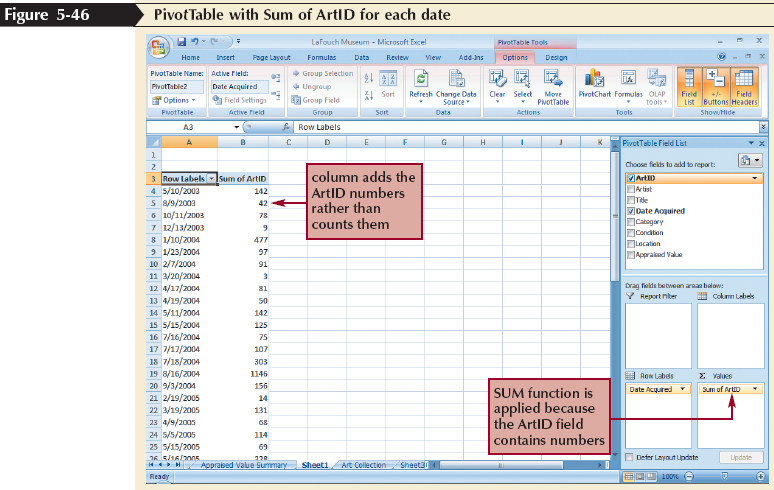 Figure 5-46 PivotTable with Sum of ArtID for each date
LaFouch Museum - Microsoft Excel PivotTable Tools
Home Insert Page Layout Formulas Data Review View Add-Ins Options Design
PivotTable Name: Active Field: Group Selection
PivotTable2 Date Acquired Ungroup
Options Field Settings Group Field
Sort Refresh Change Data Source Clear Select Move PivotTable PivotChart Formulas OLAP tools Field List +/- Buttons Field Headers
PivotTable Active Field Group Sort Data Actions Tools Show/Hide
A3 fx Row Labels
A B C D E F G H I J K
1
2
3 Row Labels Sum of ArtID
4 5/10/2003 142
5 8/9/2003 42
6 10/11/2003 78
7 12/13/2003 9
8 1/10/2004 477
9 1/23/2004 97
10 2/7/2004 91
11 3/20/2004 3
12 4/17/2004 81
13 4/19/2004 50
14 5/11/2004 142
15 5/15/2004 125
16 7/16/2004 75
17 7/17/2004 107
18 7/18/2004 303
19 8/16/2004 1146
20 9/3/2004 156
21 2/19/2005 14
22 3/19/2005 131
23 4/9/2005 68
24 5/5/2005 114
25 5/15/2005 69
26 5/16/2005 228
column adds the
ArtID numbers
rather than
counts them
SUM function is
applied because
the ArtID field
contains numbers
PivotTable Field List
Choose fields to add to report:
ArtID
Artist
Title
Date Acquired
Category
Condition
Location
Appraised Value
Drag fields between areas below:
Report Filter Column Labels
Row Labels Σ Values
Date Acquired Sum of ArtID
Defer Layout Update Update
Appraised Value Summary Sheet1 Art Collection Sheet3
Ready 100%